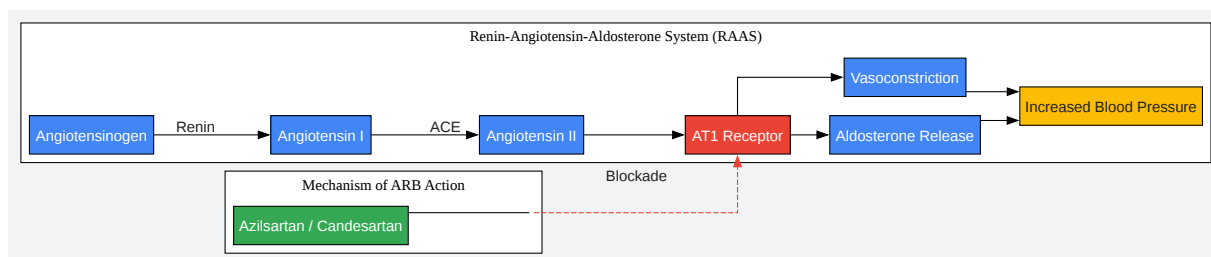 Renin-Angiotensin-Aldosterone System (RAAS)
Vasoconstriction
Increased Blood Pressure
Angiotensinogen
Renin
Angiotensin I
ACE
Angiotensin II
AT1 Receptor
Aldosterone Release
Blockade
Mechanism of ARB Action
Azilsartan / Candesartan